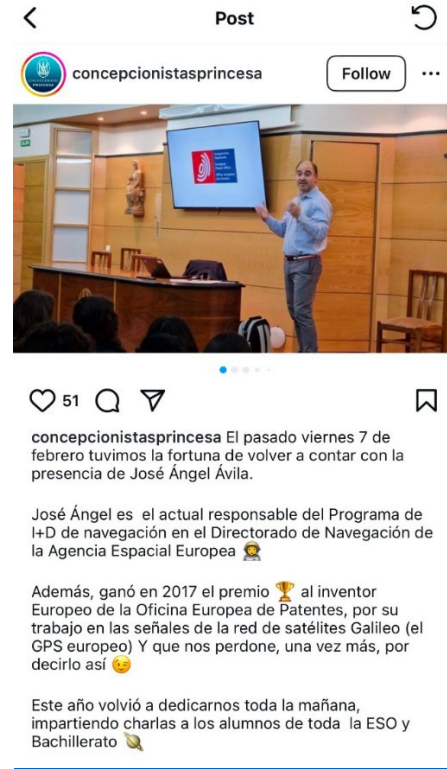 Post
concepcionistasprincesa
Follow
51
concepcionistasprincesa El pasado viernes 7 de
febrero tuvimos la fortuna de volver a contar con la
presencia de José Ángel Ávila.
José Ángel es el actual responsable del Programa de
I+D de navegación en el Directorado de Navegación de
la Agencia Espacial Europea 👩‍🚀
Además, ganó en 2017 el premio 🏆 al inventor
Europeo de la Oficina Europea de Patentes, por su
trabajo en las señales de la red de satélites Galileo (el
GPS europeo) Y que nos perdone, una vez más, por
decirlo así 😉
Este año volvió a dedicarnos toda la mañana,
impartiendo charlas a los alumnos de toda la ESO y
Bachillerato 🪐